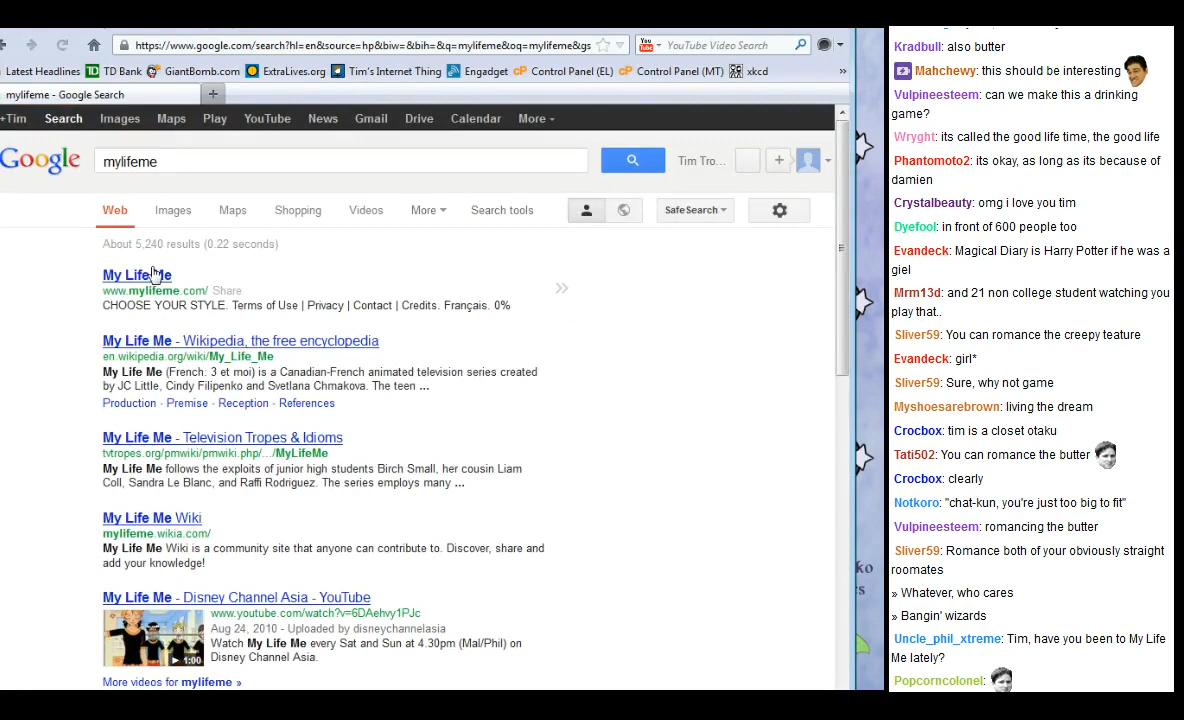 https://www.google.com/search?hl=en&source=hp&biw=&bih=&q=mylifeme&oq=mylifeme&gs
YouTube Video Search
Latest Headlines TD Bank GiantBomb.com ExtraLives.org Tim's Internet Thing Engadget Control Panel (EL) Control Panel (MT) xkcd »
mylifeme - Google Search
+Tim Search Images Maps Play YouTube News Gmail Drive Calendar More
Google mylifeme Tim Tro... +
Web Images Maps Shopping Videos More Search tools SafeSearch
About 5,240 results (0.22 seconds)
My Life Me
www.mylifeme.com/ Share
CHOOSE YOUR STYLE. Terms of Use | Privacy | Contact | Credits. Français. 0%
My Life Me - Wikipedia, the free encyclopedia
en.wikipedia.org/wiki/My_Life_Me
My Life Me (French: 3 et moi) is a Canadian-French animated television series created
by JC Little, Cindy Filipenko and Svetlana Chmakova. The teen ...
Production - Premise - Reception - References
My Life Me - Television Tropes & Idioms
tvtropes.org/pmwiki/pmwiki.php/.../MyLifeMe
My Life Me follows the exploits of junior high students Birch Small, her cousin Liam
Coll, Sandra Le Blanc, and Raffi Rodriguez. The series employs many ...
My Life Me Wiki
mylifeme.wikia.com/
My Life Me Wiki is a community site that anyone can contribute to. Discover, share and
add your knowledge!
My Life Me - Disney Channel Asia - YouTube
www.youtube.com/watch?v=6DAehvy1PJc
Aug 24, 2010 - Uploaded by disneychannelasia
Watch My Life Me every Sat and Sun at 4.30pm (Mal/Phil) on
Disney Channel Asia.
1:00
More videos for mylifeme »
Kradbull: also butter
Mahchewy: this should be interesting
Vulpineesteem: can we make this a drinking
game?
Wryght: its called the good life time, the good life
Phantomoto2: its okay, as long as its because of
damien
Crystalbeauty: omg i love you tim
Dyefool: in front of 600 people too
Evandeck: Magical Diary is Harry Potter if he was a
giel
Mrm13d: and 21 non college student watching you
play that..
Sliver59: You can romance the creepy teature
Evandeck: girl*
Sliver59: Sure, why not game
Myshoesarebrown: living the dream
Crocbox: tim is a closet otaku
Tati502: You can romance the butter
Crocbox: clearly
Notkoro: "chat-kun, you're just too big to fit"
Vulpineesteem: romancing the butter
Sliver59: Romance both of your obviously straight
roomates
» Whatever, who cares
» Bangin' wizards
Uncle_phil_xtreme: Tim, have you been to My Life
Me lately?
Popcorncolonel: